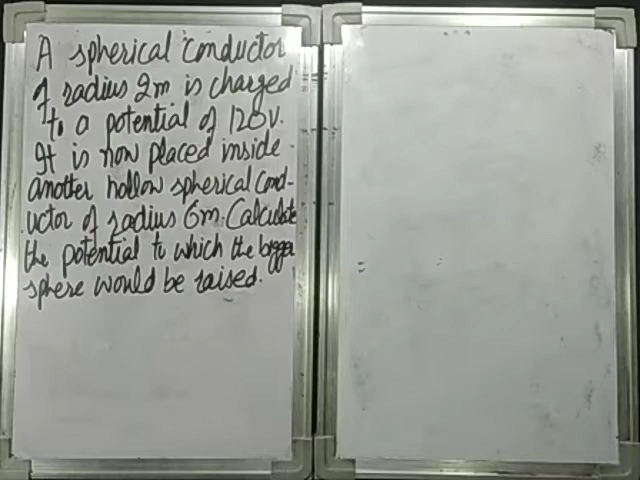 A spherical conductor
of radius 2m is charged
to a potential of 120V.
It is now placed inside
another hollow spherical cond-
uctor of radius 6m. Calculate
the potential to which the bigger
sphere would be raised.